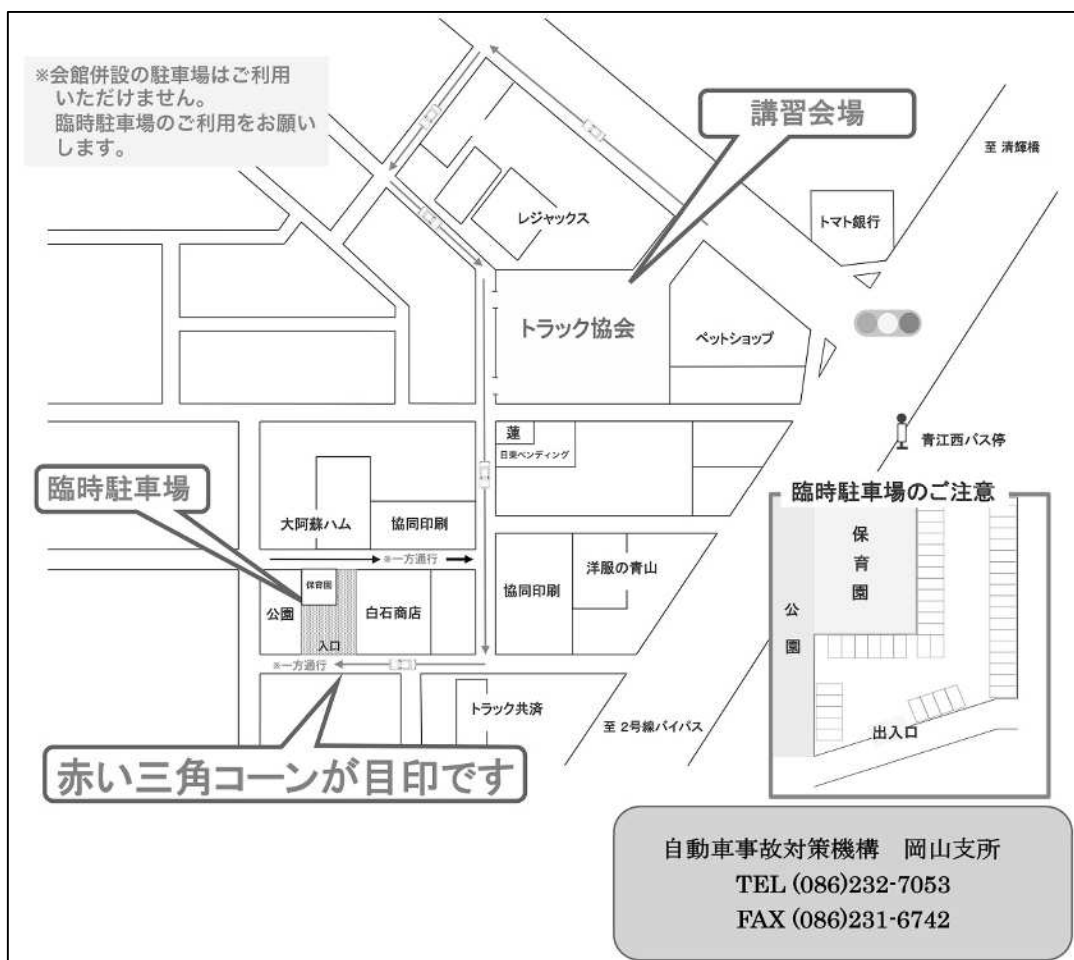 ※会館併設の駐車場はご利用
いただけません。
臨時駐車場のご利用をお願い
します。
講習会場
至 清輝橋
トマト銀行
レジャックス
トラック協会
ペットショップ
青江西バス停
蓮
日東ベンディング
臨時駐車場
大阿蘇ハム
協同印刷
※一方通行
保育園
公園
入口
白石商店
協同印刷
洋服の青山
※一方通行
トラック共済
至 2号線バイパス
赤い三角コーンが目印です
臨時駐車場のご注意
保育園
公園
出入口
自動車事故対策機構 岡山支所
TEL (086)232-7053
FAX (086)231-6742